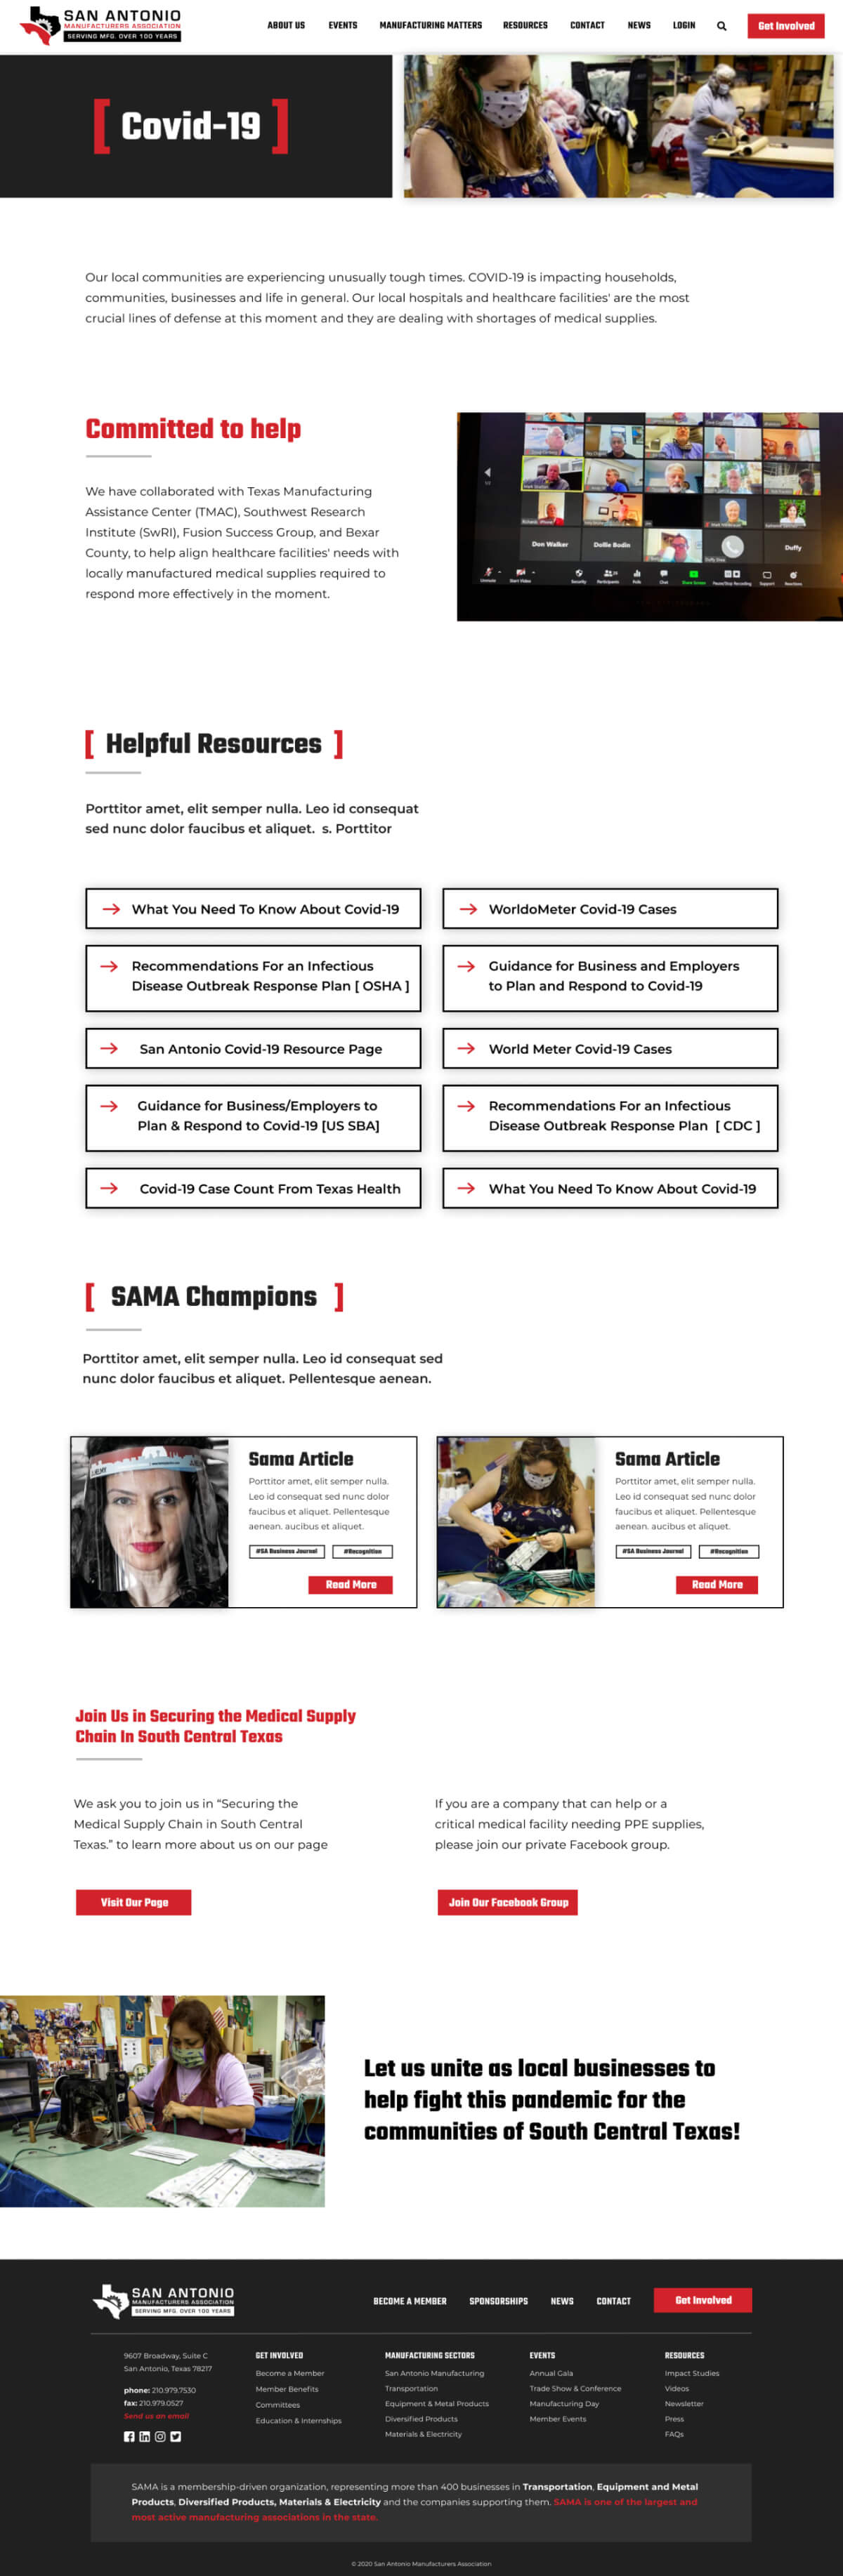 SAN ANTONIO
MANUFACTURERS ASSOCIATION
SERVING MFG. OVER 100 YEARS
ABOUT US EVENTS MANUFACTURING MATTERS RESOURCES CONTACT NEWS LOGIN Get Involved
[ Covid-19 ]
Our local communities are experiencing unusually tough times. COVID-19 is impacting households,
communities, businesses and life in general. Our local hospitals and healthcare facilities' are the most
crucial lines of defense at this moment and they are dealing with shortages of medical supplies.
Committed to help
We have collaborated with Texas Manufacturing
Assistance Center (TMAC), Southwest Research
Institute (SwRI), Fusion Success Group, and Bexar
County, to help align healthcare facilities' needs with
locally manufactured medical supplies required to
respond more effectively in the moment.
Don Walker Dollie Bodin Duffy
[ Helpful Resources ]
Porttitor amet, elit semper nulla. Leo id consequat
sed nunc dolor faucibus et aliquet. s. Porttitor
→ What You Need To Know About Covid-19
→ WorldoMeter Covid-19 Cases
→ Recommendations For an Infectious
Disease Outbreak Response Plan [ OSHA ]
→ Guidance for Business and Employers
to Plan and Respond to Covid-19
→ San Antonio Covid-19 Resource Page
→ World Meter Covid-19 Cases
→ Guidance for Business/Employers to
Plan & Respond to Covid-19 [US SBA]
→ Recommendations For an Infectious
Disease Outbreak Response Plan [ CDC ]
→ Covid-19 Case Count From Texas Health
→ What You Need To Know About Covid-19
[ SAMA Champions ]
Porttitor amet, elit semper nulla. Leo id consequat sed
nunc dolor faucibus et aliquet. Pellentesque aenean.
Sama Article
Porttitor amet, elit semper nulla.
Leo id consequat sed nunc dolor
faucibus et aliquet. Pellentesque
aenean. aucibus et aliquet.
#SA Business Journal #Recognition
Read More
Sama Article
Porttitor amet, elit semper nulla.
Leo id consequat sed nunc dolor
faucibus et aliquet. Pellentesque
aenean. aucibus et aliquet.
#SA Business Journal #Recognition
Read More
Join Us in Securing the Medical Supply
Chain In South Central Texas
We ask you to join us in “Securing the
Medical Supply Chain in South Central
Texas.” to learn more about us on our page
Visit Our Page
If you are a company that can help or a
critical medical facility needing PPE supplies,
please join our private Facebook group.
Join Our Facebook Group
Let us unite as local businesses to
help fight this pandemic for the
communities of South Central Texas!
SAN ANTONIO
MANUFACTURERS ASSOCIATION
SERVING MFG. OVER 100 YEARS
BECOME A MEMBER SPONSORSHIPS NEWS CONTACT Get Involved
9607 Broadway, Suite C
San Antonio, Texas 78217
phone: 210.979.7530
fax: 210.979.0527
Send us an email
GET INVOLVED
Become a Member
Member Benefits
Committees
Education & Internships
MANUFACTURING SECTORS
San Antonio Manufacturing
Transportation
Equipment & Metal Products
Diversified Products
Materials & Electricity
EVENTS
Annual Gala
Trade Show & Conference
Manufacturing Day
Member Events
RESOURCES
Impact Studies
Videos
Newsletter
Press
FAQs
SAMA is a membership-driven organization, representing more than 400 businesses in Transportation, Equipment and Metal
Products, Diversified Products, Materials & Electricity and the companies supporting them. SAMA is one of the largest and
most active manufacturing associations in the state.
© 2020 San Antonio Manufacturers Association